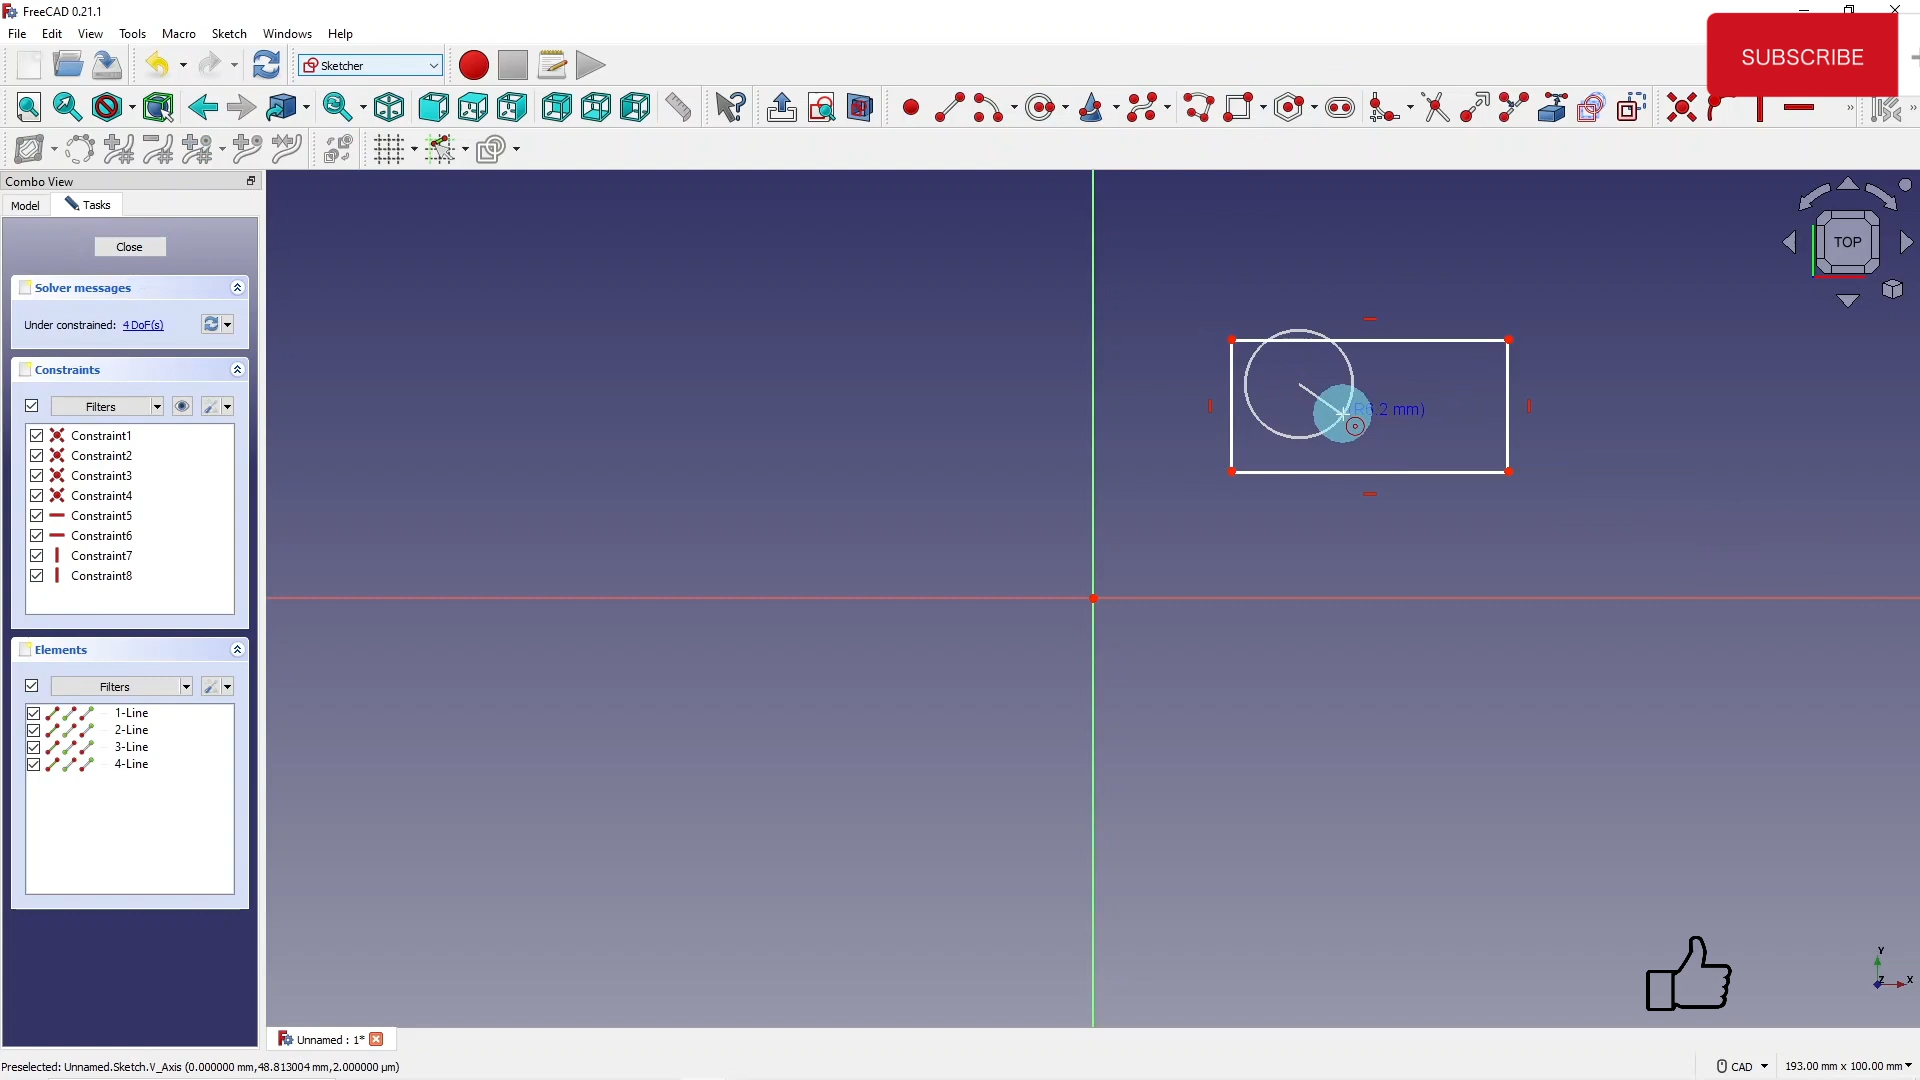 FreeCAD 0.21.1
File Edit View Tools Macro Sketch Windows Help
Sketcher
SUBSCRIBE
Combo View
Model Tasks
Close
Solver messages
Under constrained: 4 DoF(s)
Constraints
Filters
Constraint1
Constraint2
Constraint3
Constraint4
Constraint5
Constraint6
Constraint7
Constraint8
Elements
Filters
1-Line
2-Line
3-Line
4-Line
TOP
.2 mm)
Y
Z
X
Unnamed : 1*
Preselected: Unnamed.Sketch.V_Axis (0.000000 mm,48.813004 mm,2.000000 µm)
CAD
193.00 mm x 100.00 mm